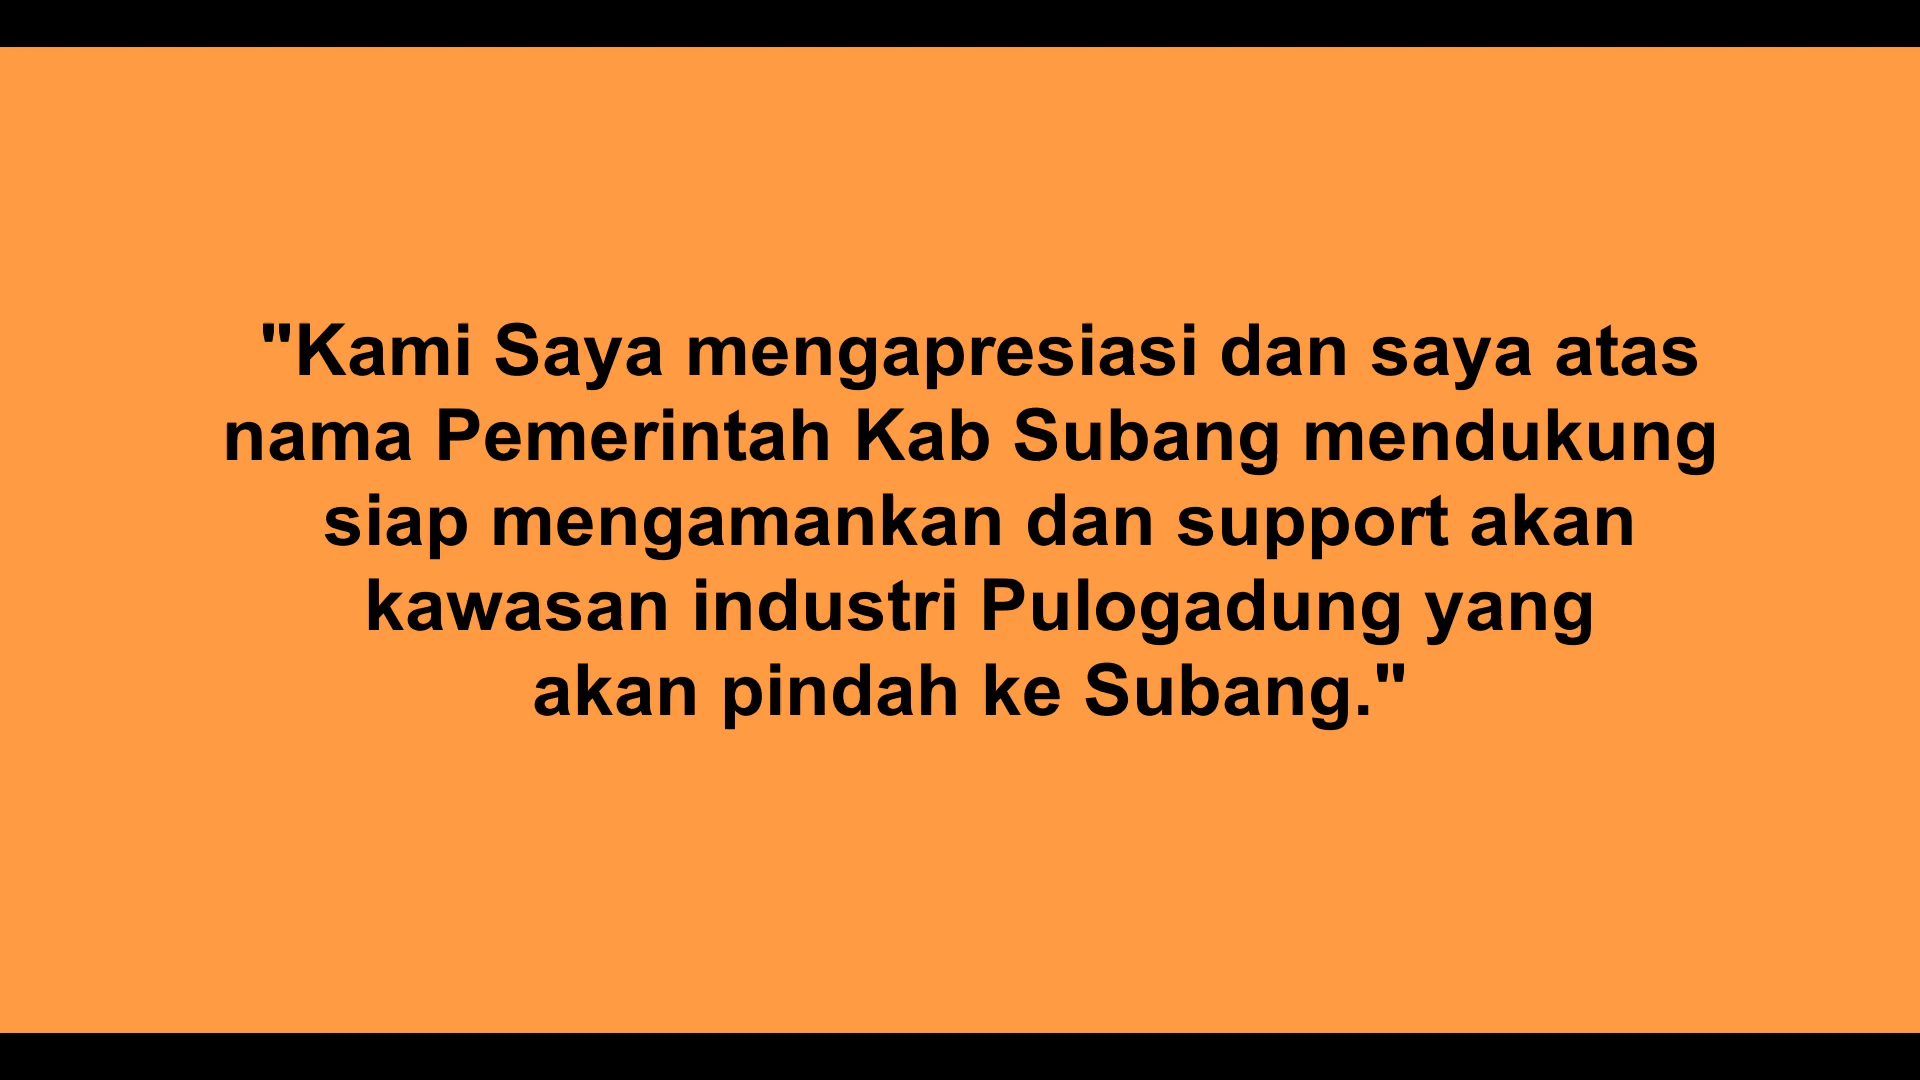 "Kami Saya mengapresiasi dan saya atas
nama Pemerintah Kab Subang mendukung
siap mengamankan dan support akan
kawasan industri Pulogadung yang
akan pindah ke Subang."